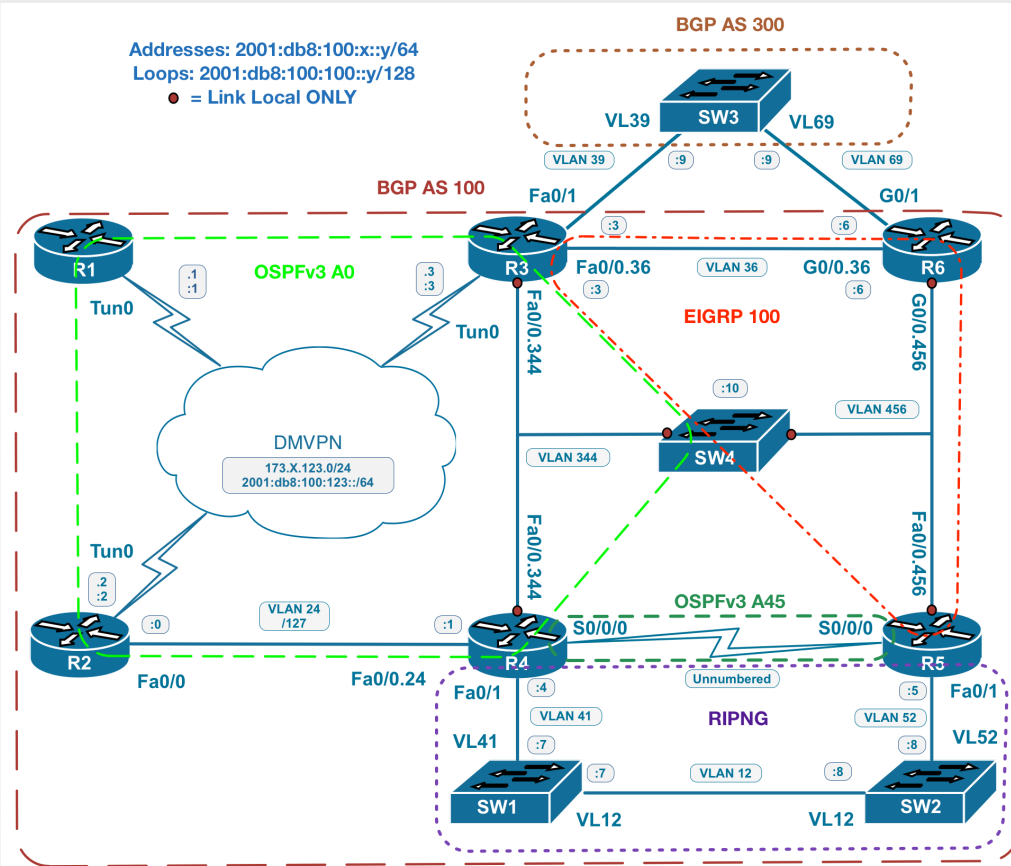 BGP AS 300
Addresses: 2001:db8:100:x::y/64
Loops: 2001:db8:100:100::y/128
= Link Local ONLY
SW3
VL39
VL69
VLAN 39
:9
:9
VLAN 69
BGP AS 100
Fa0/1
G0/1
:3
:6
R1
OSPFv3 A0
R3
Fa0/0.36
VLAN 36
G0/0.36
R6
.1
:1
.3
:3
:3
:6
Tun0
Tun0
Fa0/0.344
EIGRP 100
G0/0.456
:10
VLAN 456
DMVPN
173.X.123.0/24
2001:db8:100:123::/64
VLAN 344
SW4
Fa0/0.344
Fa0/0.456
Tun0
.2
:2
:0
VLAN 24
/127
:1
OSPFv3 A45
S0/0/0
S0/0/0
R2
R4
R5
Fa0/0
Fa0/0.24
Unnumbered
Fa0/1
:4
:5
Fa0/1
VLAN 41
RIPNG
VLAN 52
VL41
:7
:8
VL52
:7
VLAN 12
:8
SW1
SW2
VL12
VL12